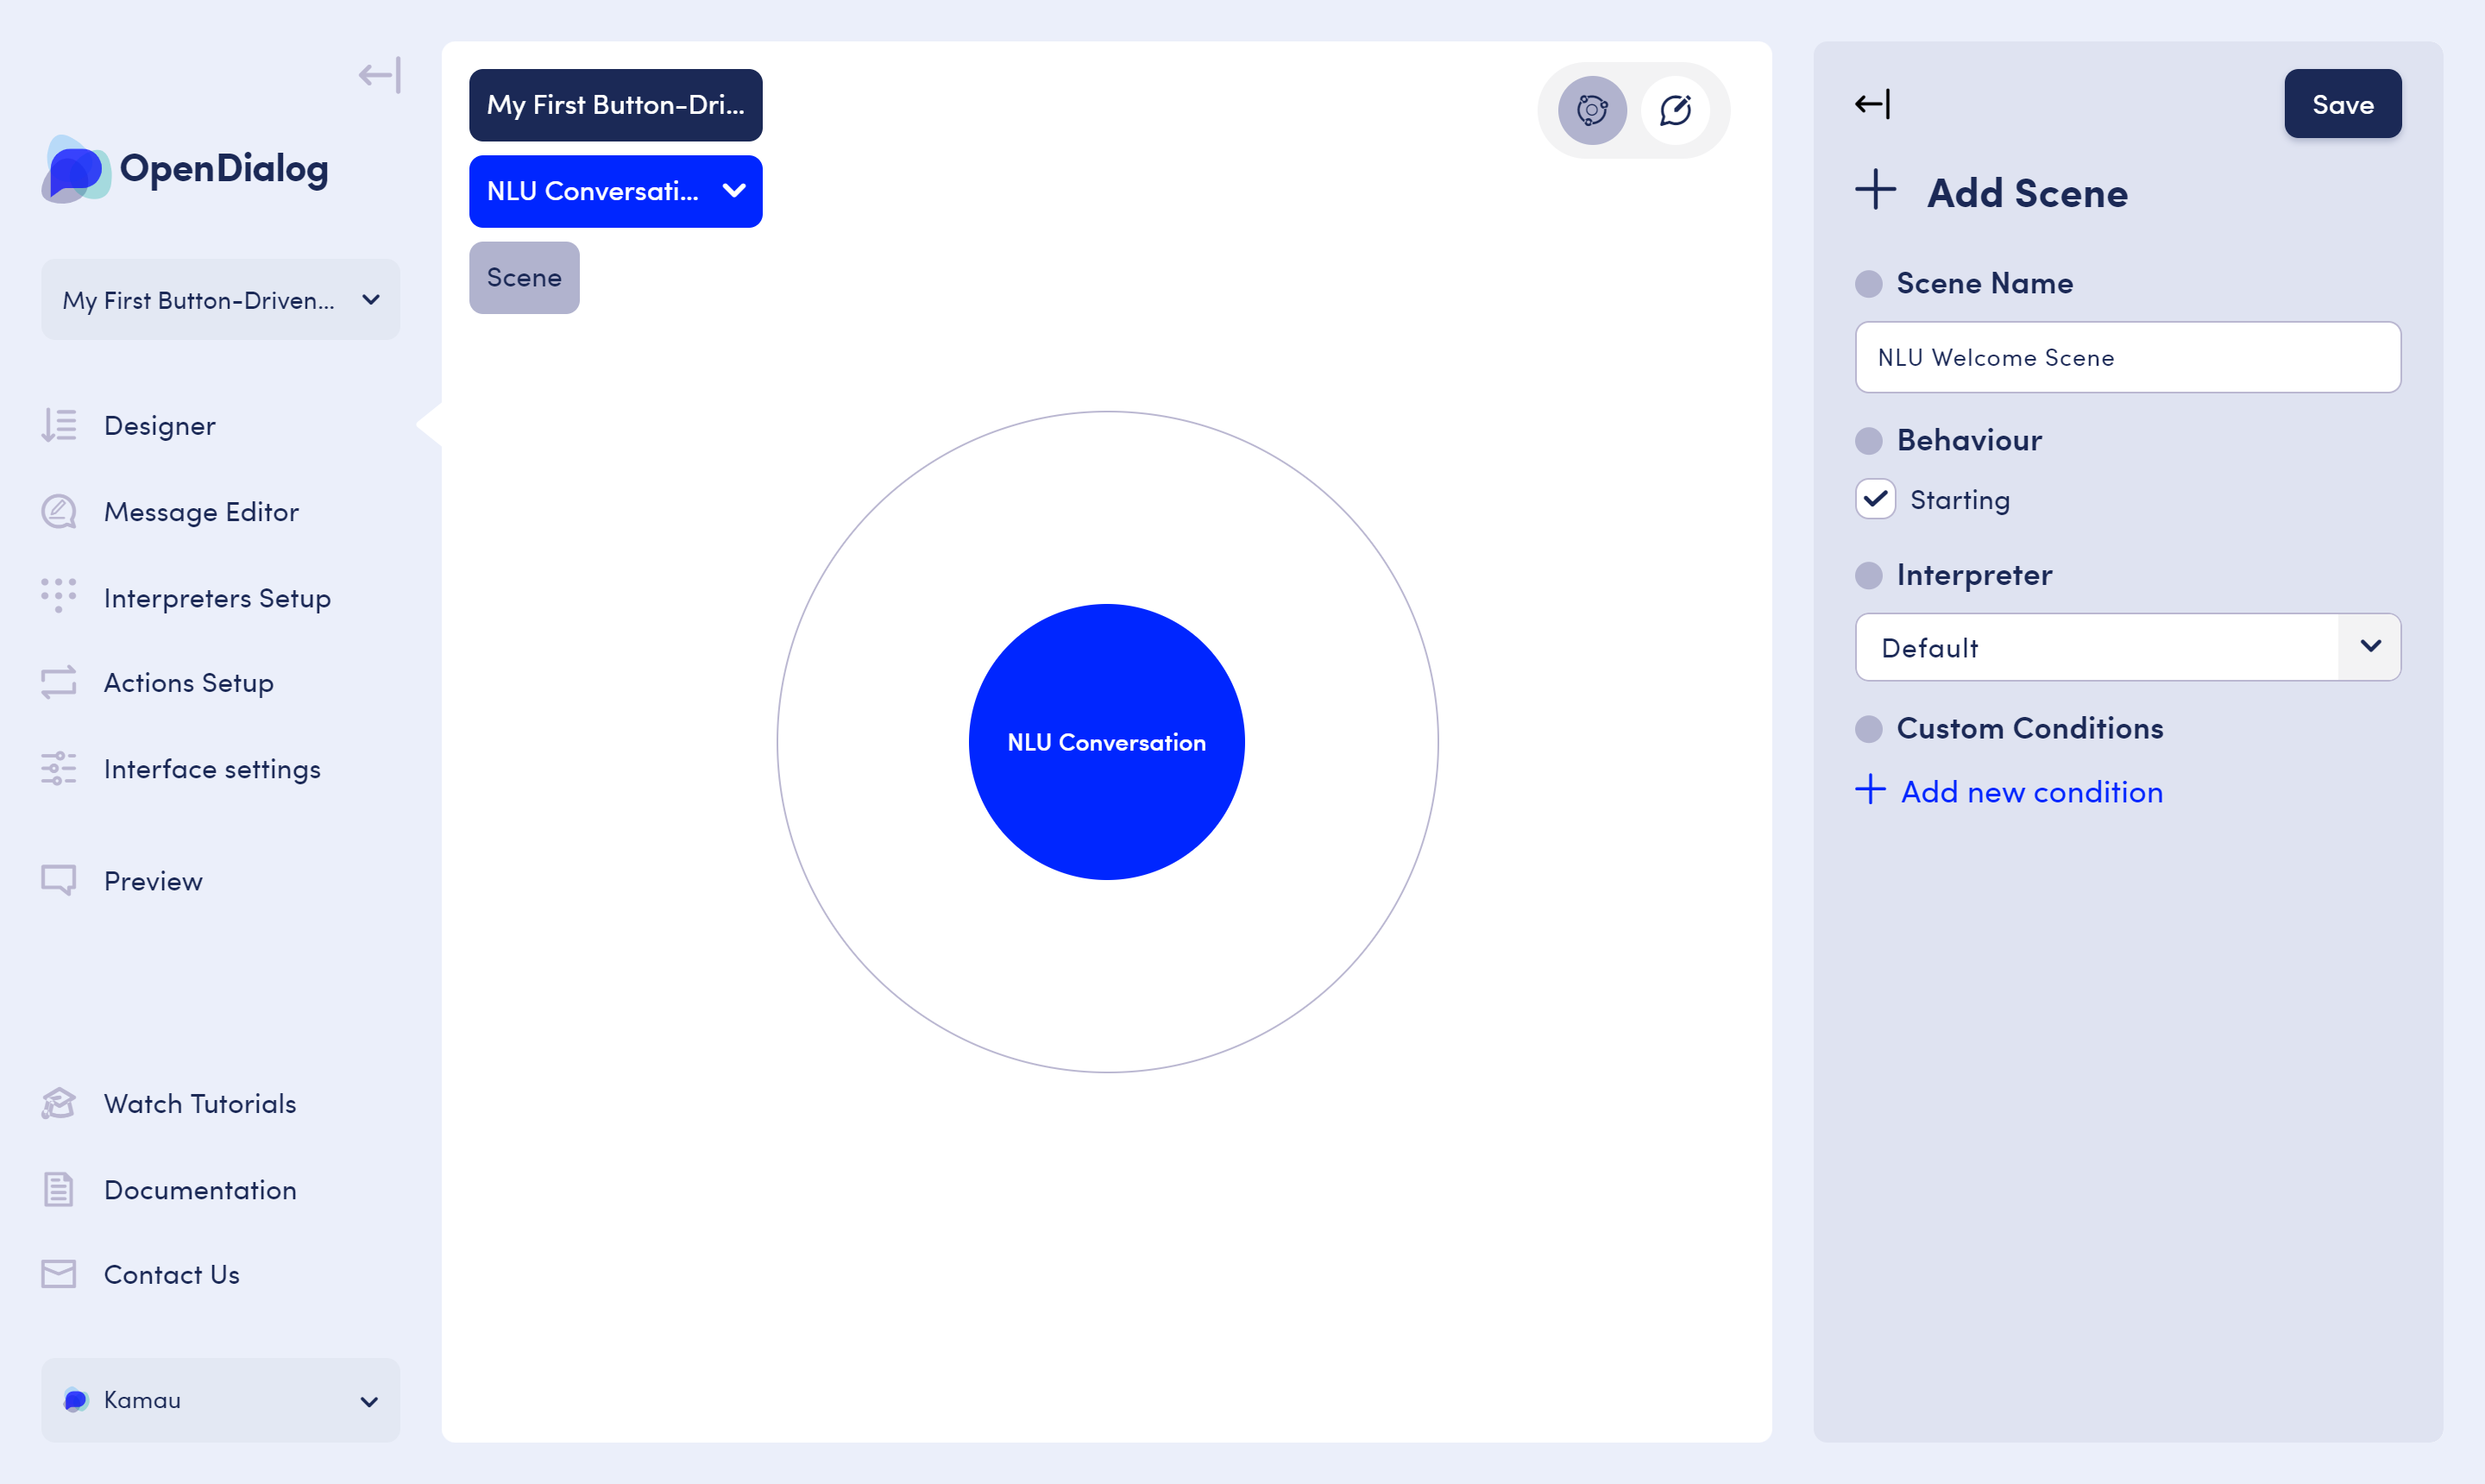 OpenDialog
My First Button-Driven...
Designer
Message Editor
Interpreters Setup
Actions Setup
Interface settings
Preview
Watch Tutorials
Documentation
Contact Us
Kamau
My First Button-Dri...
NLU Conversati...
Scene
NLU Conversation
Save
Add Scene
Scene Name
NLU Welcome Scene
Behaviour
Starting
Interpreter
Default
Custom Conditions
Add new condition